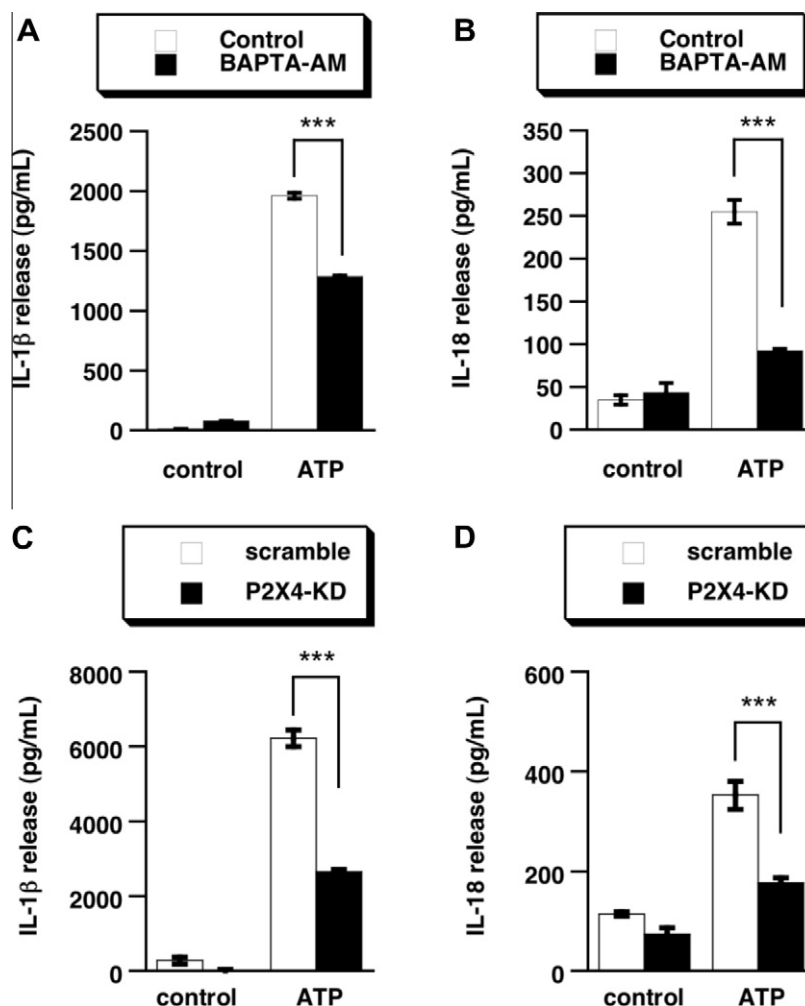 A
Control
BAPTA-AM
IL-1β release (pg/mL)
2500
2000
1500
1000
500
0
***
control
ATP
B
Control
BAPTA-AM
IL-18 release (pg/mL)
350
300
250
200
150
100
50
0
***
control
ATP
C
scramble
P2X4-KD
IL-1β release (pg/mL)
8000
6000
4000
2000
0
***
control
ATP
D
scramble
P2X4-KD
IL-18 release (pg/mL)
600
400
200
0
***
control
ATP